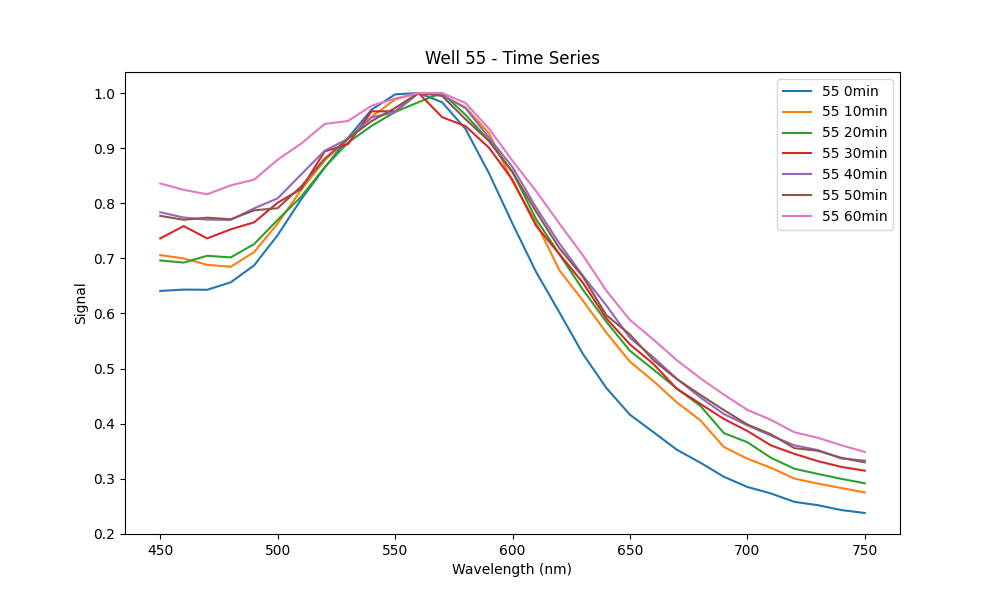 Well 55 - Time Series
Signal
1.0
0.9
0.8
0.7
0.6
0.5
0.4
0.3
0.2
55 0min
55 10min
55 20min
55 30min
55 40min
55 50min
55 60min
450 500 550 600 650 700 750
Wavelength (nm)